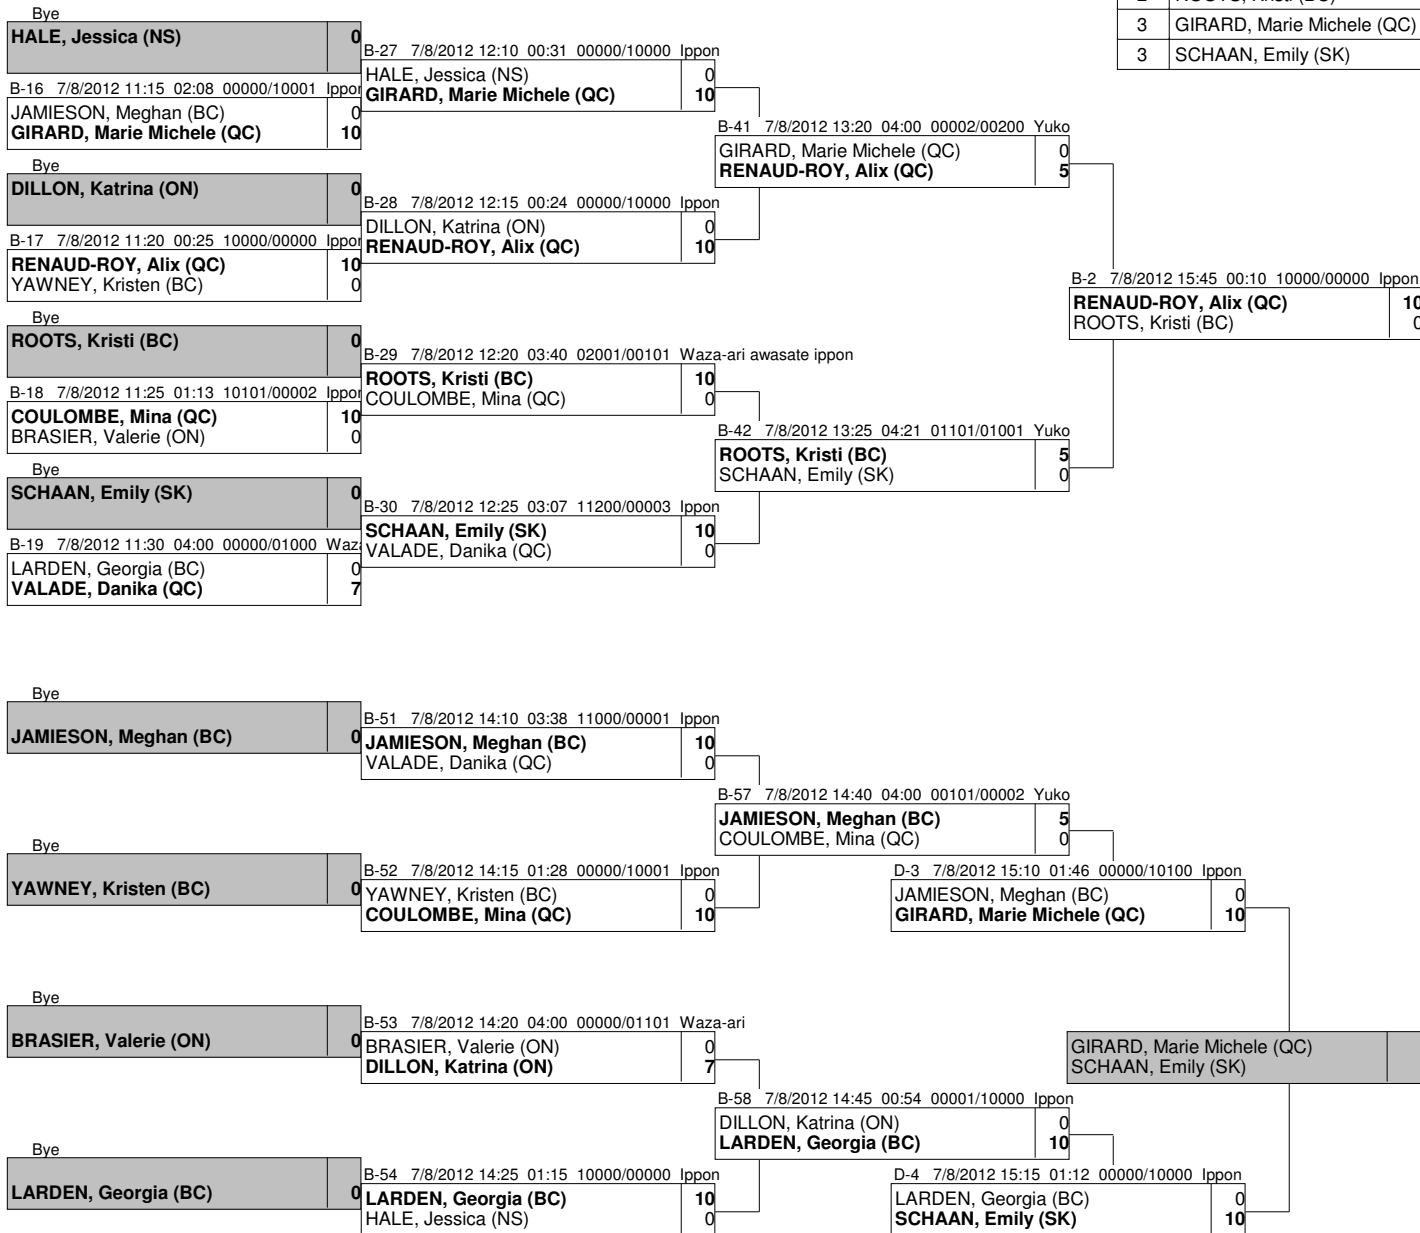 Bye
HALE, Jessica (NS) 0
B-16 7/8/2012 11:15 02:08 00000/10001 Ippon
JAMIESON, Meghan (BC) 0
GIRARD, Marie Michele (QC) 10
Bye
DILLON, Katrina (ON) 0
B-17 7/8/2012 11:20 00:25 10000/00000 Ippon
RENAUD-ROY, Alix (QC) 10
YAWNEY, Kristen (BC) 0
Bye
ROOTS, Kristi (BC) 0
B-18 7/8/2012 11:25 01:13 10101/00002 Ippon
COULOMBE, Mina (QC) 10
BRASIER, Valerie (ON) 0
Bye
SCHAAN, Emily (SK) 0
B-19 7/8/2012 11:30 04:00 00000/01000 Waza
LARDEN, Georgia (BC) 0
VALADE, Danika (QC) 7
B-27 7/8/2012 12:10 00:31 00000/10000 Ippon
HALE, Jessica (NS) 0
GIRARD, Marie Michele (QC) 10
B-28 7/8/2012 12:15 00:24 00000/10000 Ippon
DILLON, Katrina (ON) 0
RENAUD-ROY, Alix (QC) 10
B-29 7/8/2012 12:20 03:40 02001/00101 Waza-ari awasate ippon
ROOTS, Kristi (BC) 10
COULOMBE, Mina (QC) 0
B-30 7/8/2012 12:25 03:07 11200/00003 Ippon
SCHAAN, Emily (SK) 10
VALADE, Danika (QC) 0
B-41 7/8/2012 13:20 04:00 00002/00200 Yuko
GIRARD, Marie Michele (QC) 0
RENAUD-ROY, Alix (QC) 5
B-42 7/8/2012 13:25 04:21 01101/01001 Yuko
ROOTS, Kristi (BC) 5
SCHAAN, Emily (SK) 0
3 GIRARD, Marie Michele (QC)
3 SCHAAN, Emily (SK)
B-2 7/8/2012 15:45 00:10 10000/00000 Ippon
RENAUD-ROY, Alix (QC) 10
ROOTS, Kristi (BC) 0
Bye
JAMIESON, Meghan (BC) 0
Bye
YAWNEY, Kristen (BC) 0
Bye
BRASIER, Valerie (ON) 0
Bye
LARDEN, Georgia (BC) 0
B-51 7/8/2012 14:10 03:38 11000/00001 Ippon
JAMIESON, Meghan (BC) 10
VALADE, Danika (QC) 0
B-52 7/8/2012 14:15 01:28 00000/10001 Ippon
YAWNEY, Kristen (BC) 0
COULOMBE, Mina (QC) 10
B-53 7/8/2012 14:20 04:00 00000/01101 Waza-ari
BRASIER, Valerie (ON) 0
DILLON, Katrina (ON) 7
B-54 7/8/2012 14:25 01:15 10000/00000 Ippon
LARDEN, Georgia (BC) 10
HALE, Jessica (NS) 0
B-57 7/8/2012 14:40 04:00 00101/00002 Yuko
JAMIESON, Meghan (BC) 5
COULOMBE, Mina (QC) 0
B-58 7/8/2012 14:45 00:54 00001/10000 Ippon
DILLON, Katrina (ON) 0
LARDEN, Georgia (BC) 10
D-3 7/8/2012 15:10 01:46 00000/10100 Ippon
JAMIESON, Meghan (BC) 0
GIRARD, Marie Michele (QC) 10
D-4 7/8/2012 15:15 01:12 00000/10000 Ippon
LARDEN, Georgia (BC) 0
SCHAAN, Emily (SK) 10
GIRARD, Marie Michele (QC)
SCHAAN, Emily (SK)